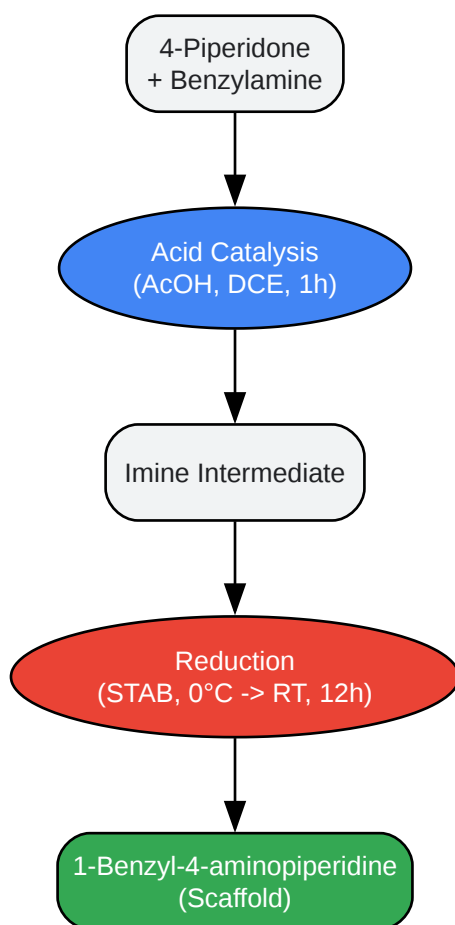 4-Piperidone
+ Benzylamine
Acid Catalysis
(AcOH, DCE, 1h)
Imine Intermediate
Reduction
(STAB, 0°C -> RT, 12h)
1-Benzyl-4-aminopiperidine
(Scaffold)